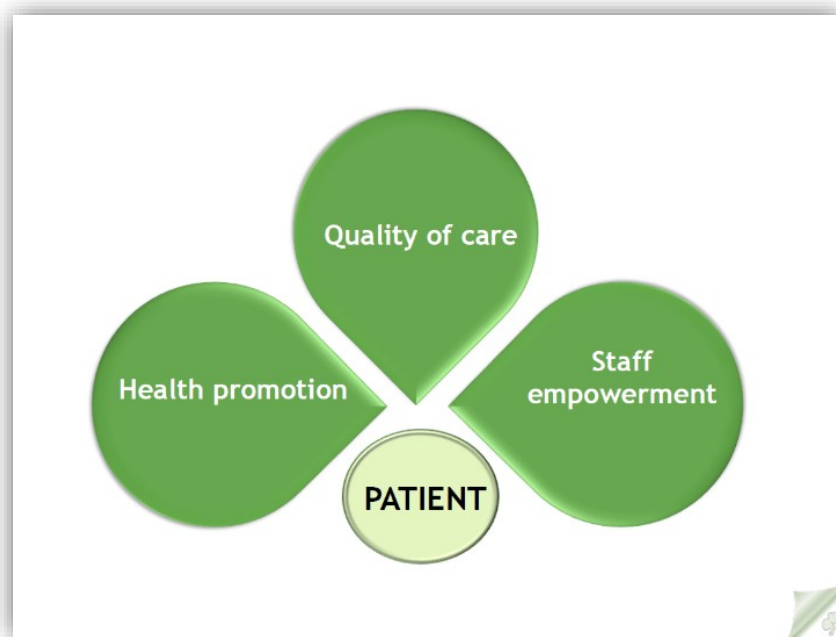 Quality of care
Health promotion
Staff
empowerment
PATIENT